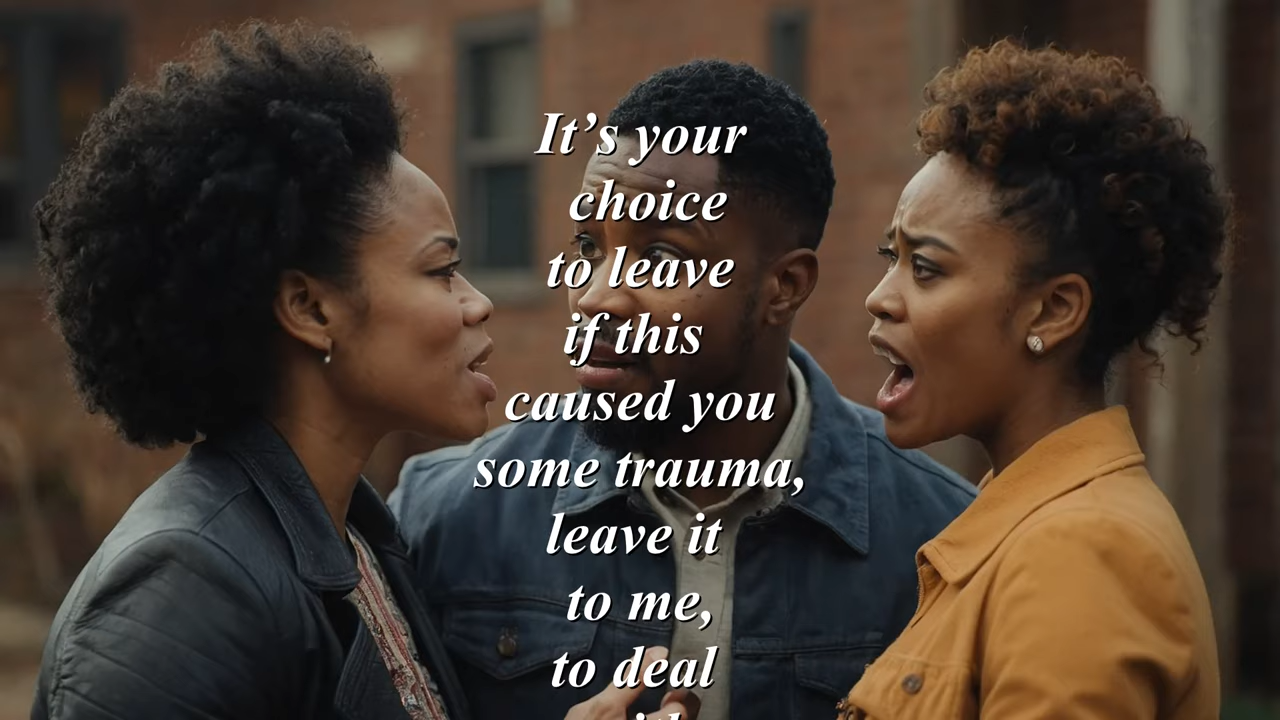 It’s your
choice
to leave
if this
caused you
some trauma,
leave it
to me,
to deal